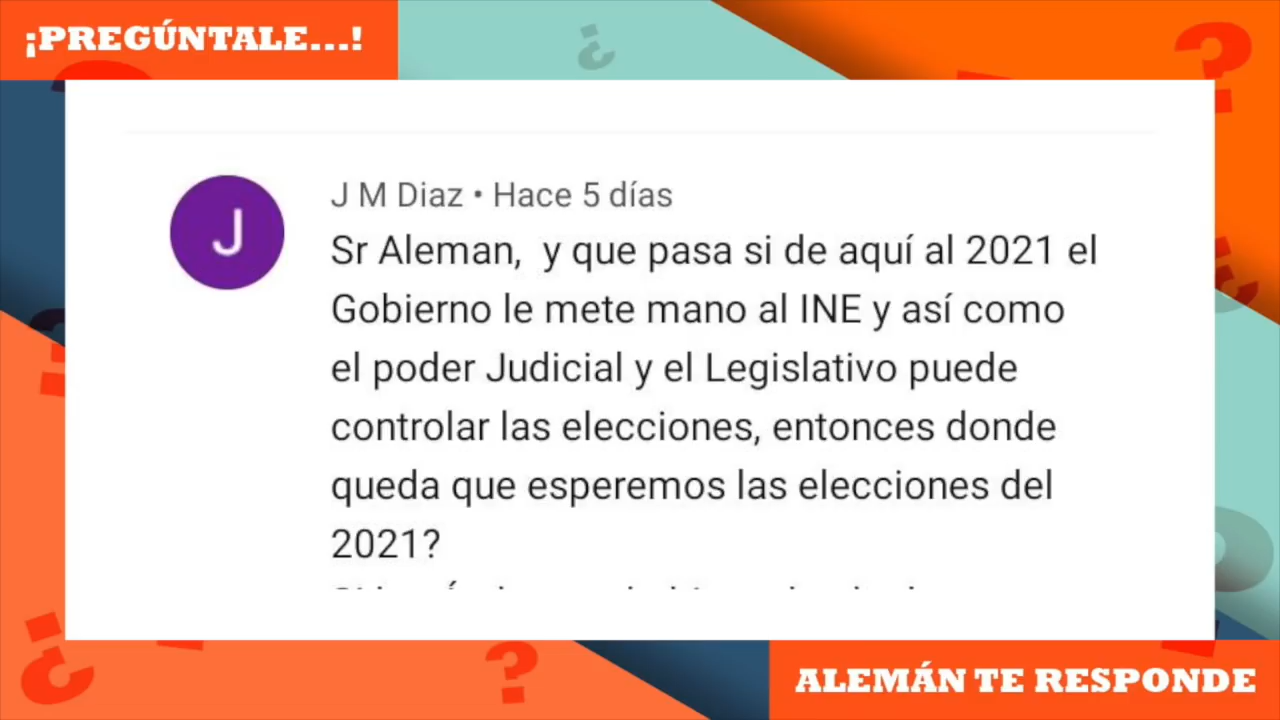 ¡PREGÚNTALE...!
J M Diaz • Hace 5 días
J
Sr Aleman,  y que pasa si de aquí al 2021 el
Gobierno le mete mano al INE y así como
el poder Judicial y el Legislativo puede
controlar las elecciones, entonces donde
queda que esperemos las elecciones del
2021?
ALEMÁN TE RESPONDE